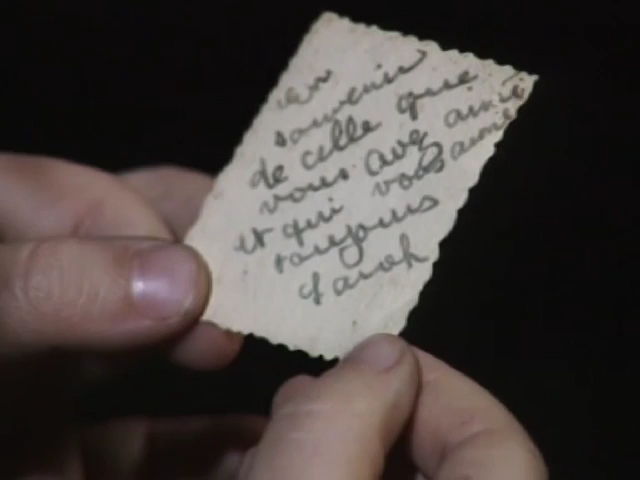 en
souvenir
de celle que
vous avez aimé
et qui vous aime
toujours
Sarah